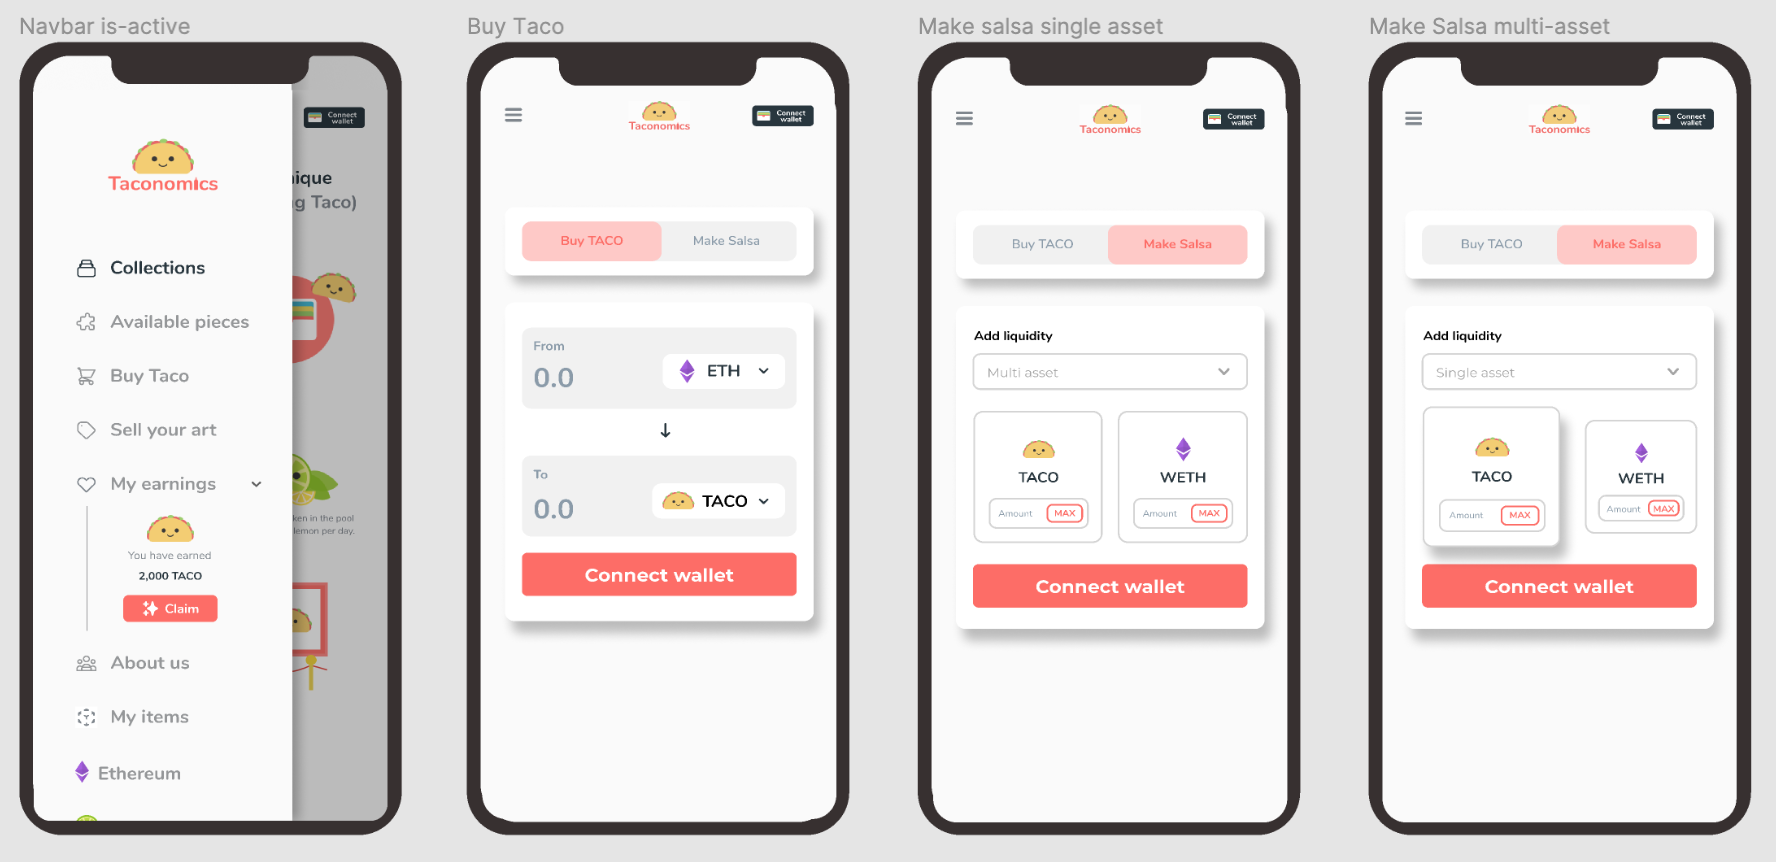 Navbar is-active
Connect
wallet
Taconomics
nique
g Taco)
Collections
Available pieces
Buy Taco
Sell your art
My earnings
ken in the pool
lemon per day.
You have earned
2,000 TACO
Claim
About us
My items
Ethereum
Buy Taco
Taconomics
Connect
wallet
Buy TACO
Make Salsa
From
0.0
ETH
To
0.0
TACO
Connect wallet
Make salsa single asset
Taconomics
Connect
wallet
Buy TACO
Make Salsa
Add liquidity
Multi asset
TACO
Amount
MAX
WETH
Amount
MAX
Connect wallet
Make Salsa multi-asset
Taconomics
Connect
wallet
Buy TACO
Make Salsa
Add liquidity
Single asset
TACO
Amount
MAX
WETH
Amount
MAX
Connect wallet